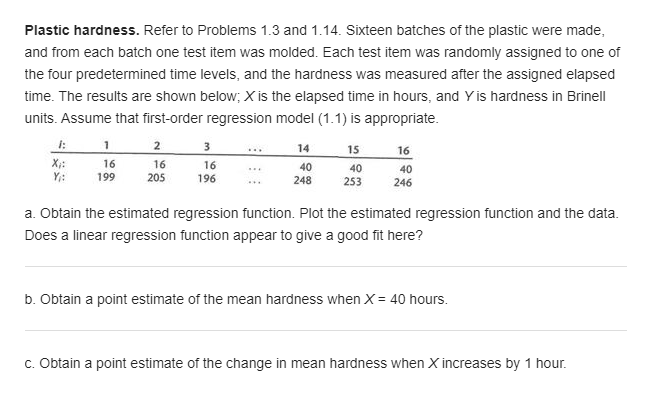 Plastic hardness. Refer to Problems 1.3 and 1.14. Sixteen batches of the plastic were made,
and from each batch one test item was molded. Each test item was randomly assigned to one of
the four predetermined time levels, and the hardness was measured after the assigned elapsed
time. The results are shown below; X is the elapsed time in hours, and Y is hardness in Brinell
units. Assume that first-order regression model (1.1) is appropriate.
i: 1 2 3 ... 14 15 16
Xi: 16 16 16 ... 40 40 40
Yi: 199 205 196 ... 248 253 246
a. Obtain the estimated regression function. Plot the estimated regression function and the data.
Does a linear regression function appear to give a good fit here?
b. Obtain a point estimate of the mean hardness when X = 40 hours.
c. Obtain a point estimate of the change in mean hardness when X increases by 1 hour.